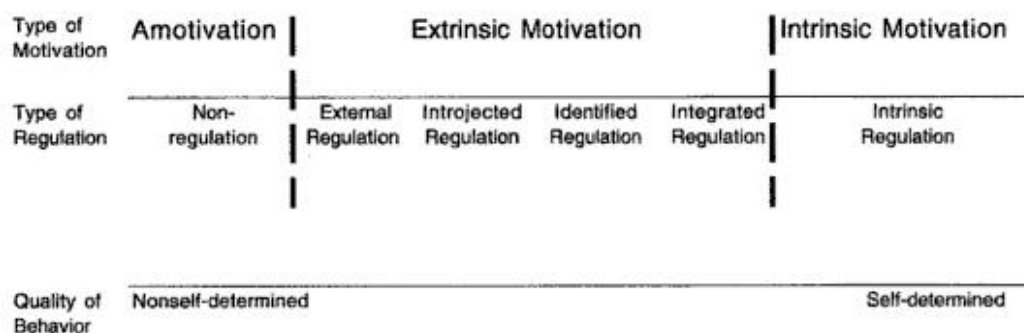 Type of Motivation
Amotivation
Extrinsic Motivation
Intrinsic Motivation
Type of Regulation
Non-regulation
External Regulation
Introjected Regulation
Identified Regulation
Integrated Regulation
Intrinsic Regulation
Quality of Behavior
Nonself-determined
Self-determined